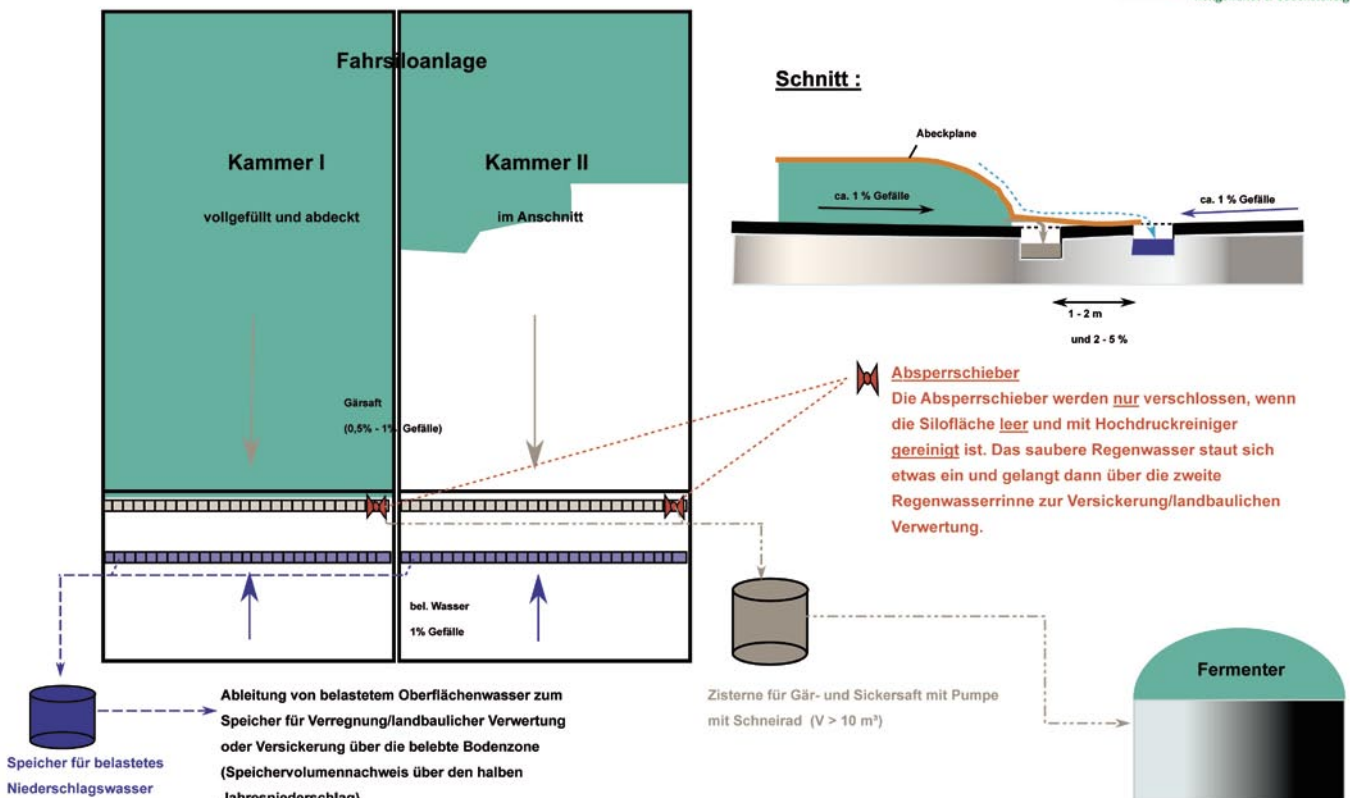 Fahrsiloanlage
Kammer I
vollgefüllt und abdeckt
Kammer II
im Anschnitt
Gärsaft
(0,5% - 1% Gefälle)
bel. Wasser
1% Gefälle
Schnitt :
Abeckplane
ca. 1 % Gefälle
ca. 1 % Gefälle
1 - 2 m
und 2 - 5 %
Absperrschieber
Die Absperrschieber werden nur verschlossen, wenn
die Silofläche leer und mit Hochdruckreiniger
gereinigt ist. Das saubere Regenwasser staut sich
etwas ein und gelangt dann über die zweite
Regenwasserrinne zur Versickerung/landbaulichen
Verwertung.
Speicher für belastetes
Niederschlagswasser
Ableitung von belastetem Oberflächenwasser zum
Speicher für Verregnung/landbaulicher Verwertung
oder Versickerung über die belebte Bodenzone
(Speichervolumennachweis über den halben
Jahresniederschlag)
Zisterne für Gär- und Sickersaft mit Pumpe
mit Schneirad (V > 10 m³)
Fermenter